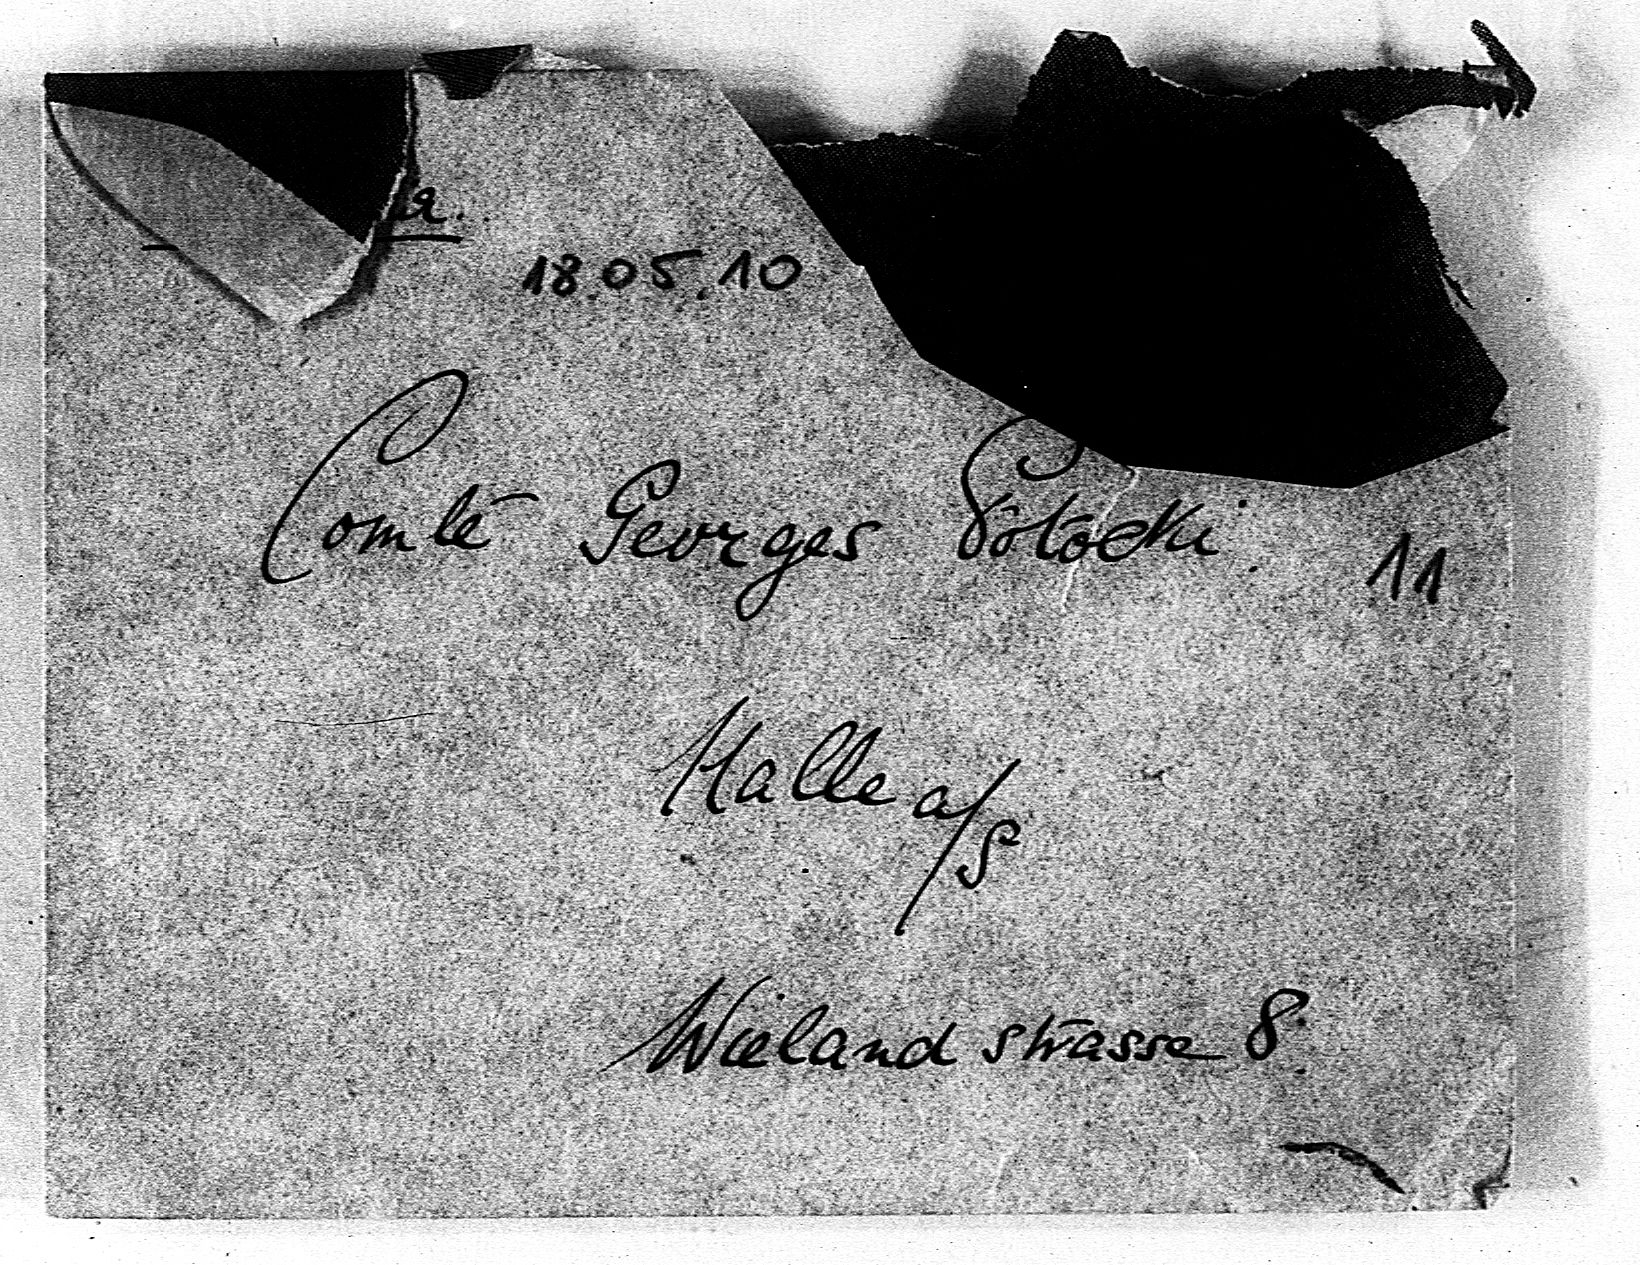 18.05.10
Comte Georges Potocki.
11
Halle a/S
Wielandstrasse 8